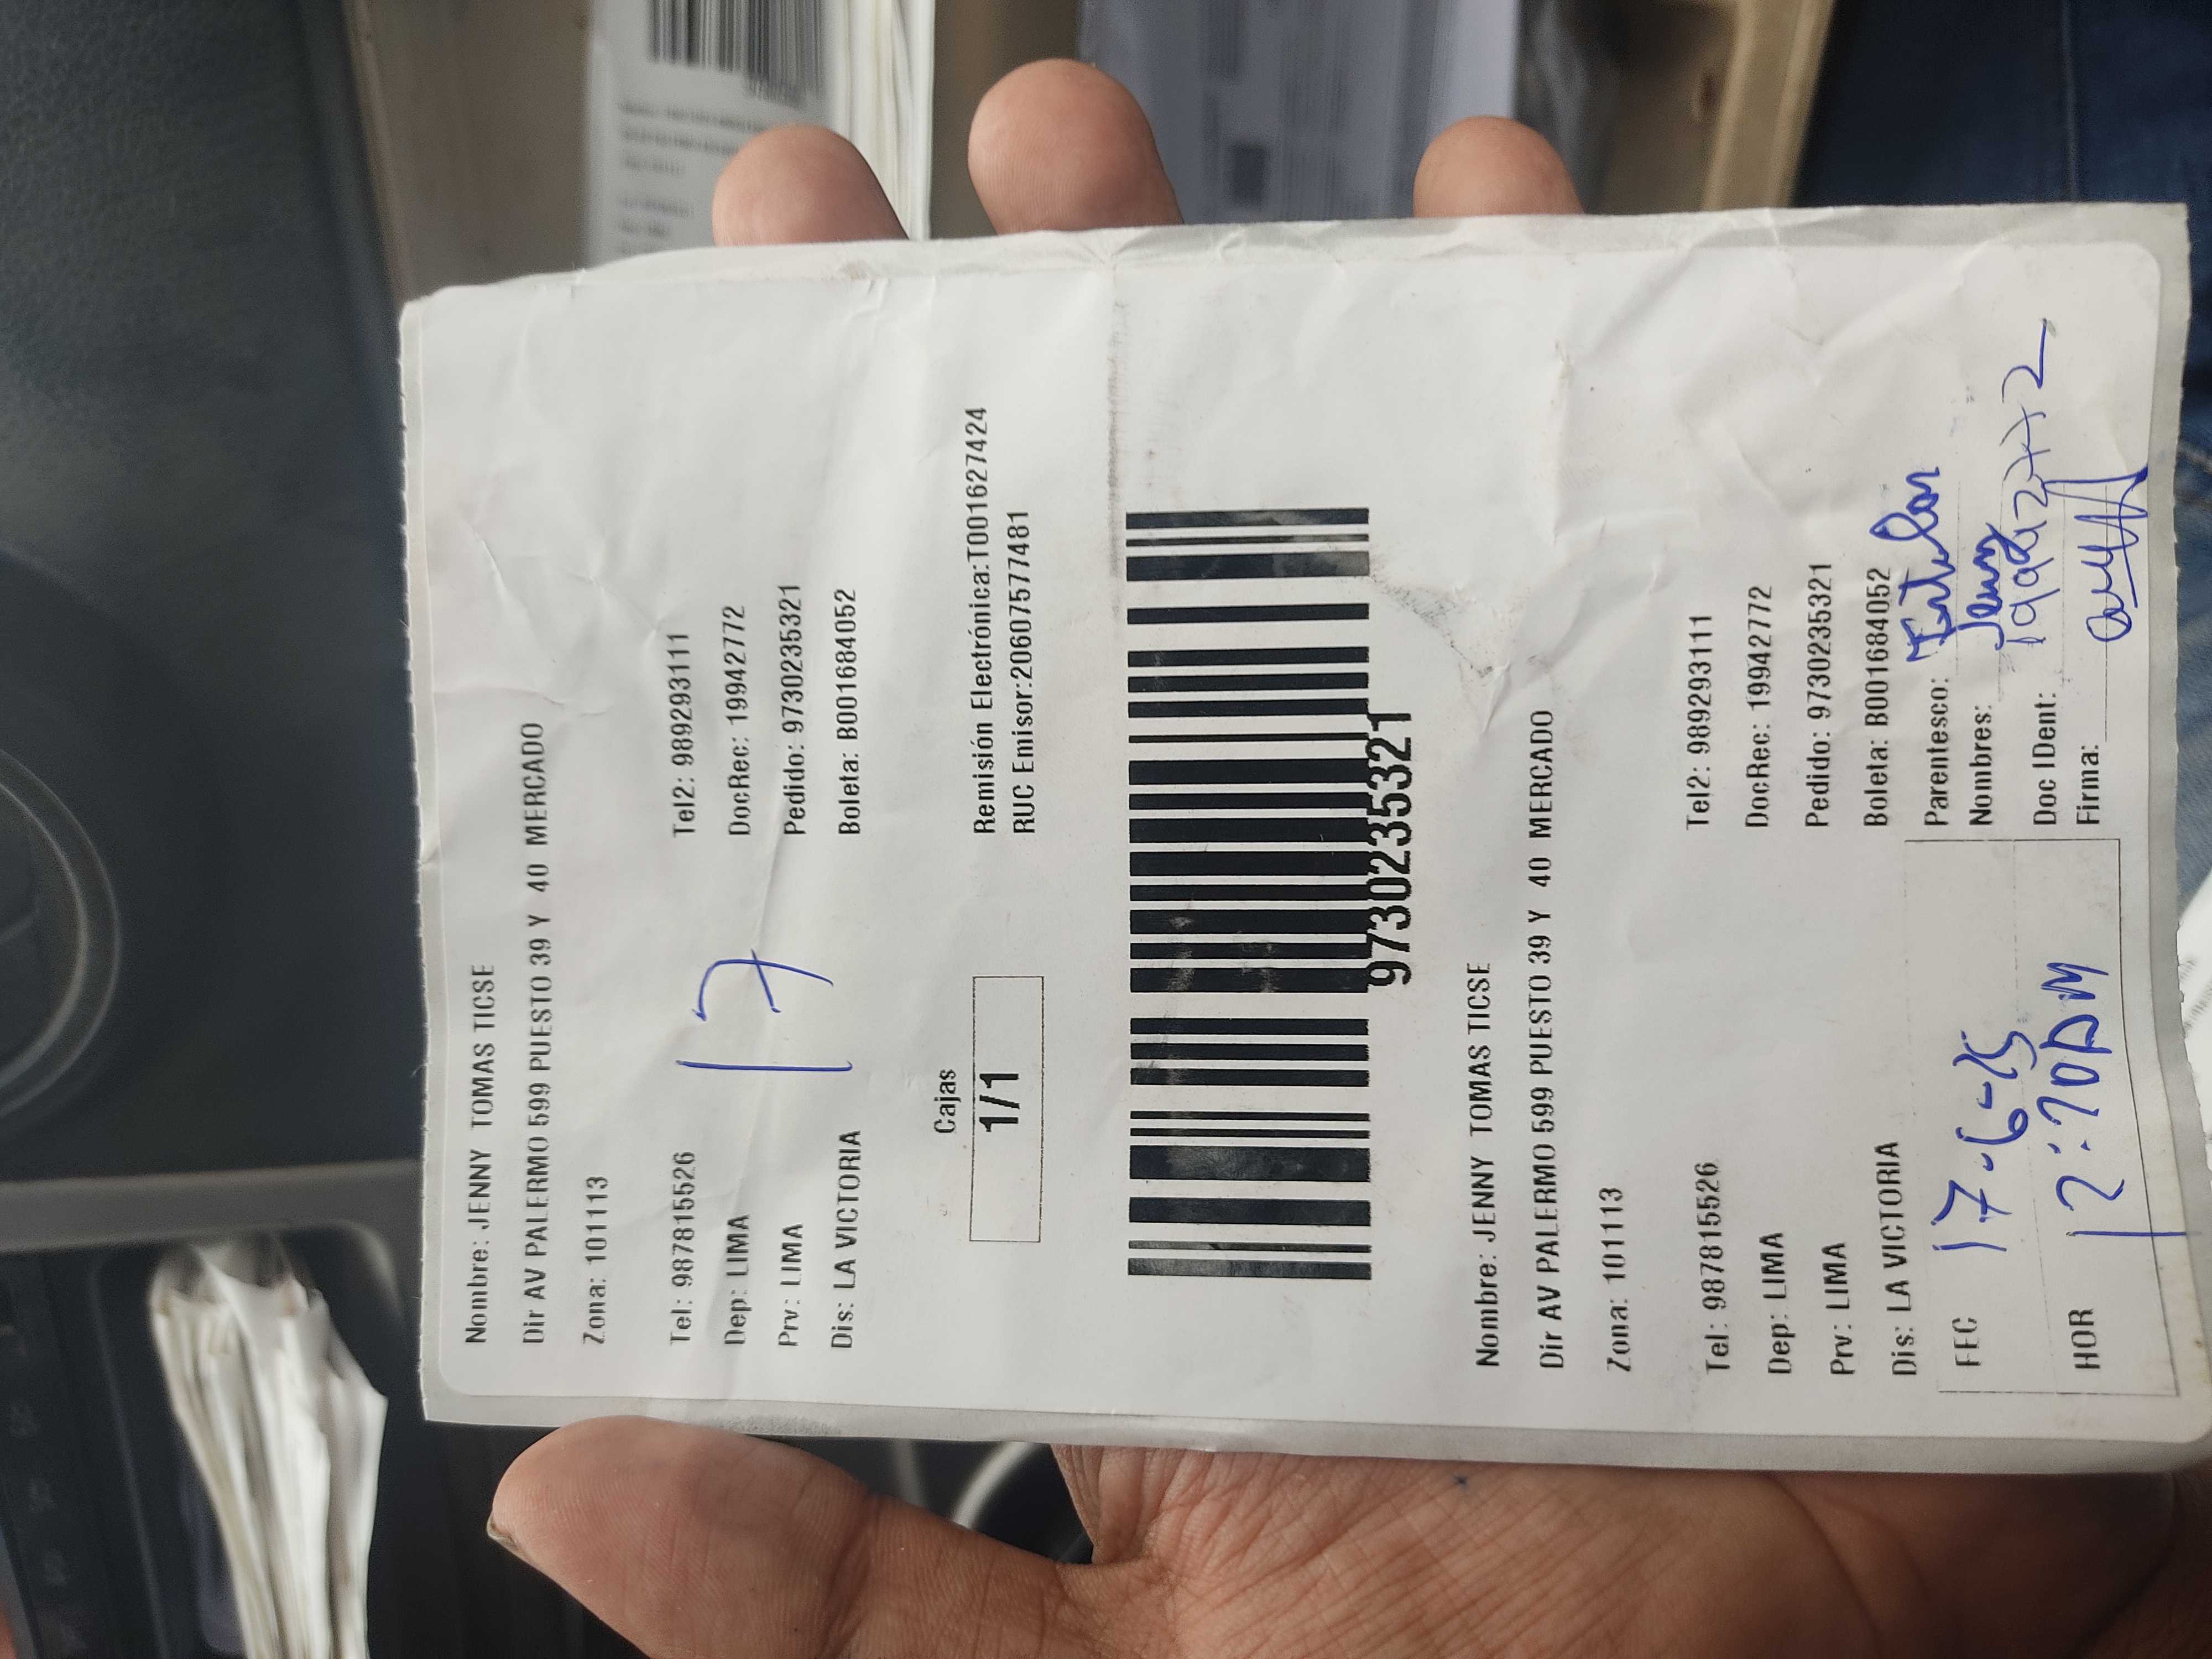 Nombre: JENNY TOMAS TICSE
Dir AV PALERMO 599 PUESTO 39 Y 40 MERCADO
Zona: 101113
Tel: 987815526 Tel2: 989293111
Dep: LIMA DocRec: 19942772
Prv: LIMA Pedido: 9730235321
Dis: LA VICTORIA Boleta: B001684052
17
Cajas
1/1
Remisión Electrónica:T001627424
RUC Emisor:20607577481
9730235321
Nombre: JENNY TOMAS TICSE
Dir AV PALERMO 599 PUESTO 39 Y 40 MERCADO
Zona: 101113
Tel: 987815526 Tel2: 989293111
Dep: LIMA DocRec: 19942772
Prv: LIMA Pedido: 9730235321
Dis: LA VICTORIA Boleta: B001684052
FEC 17-6-25
Parentesco: Titular
Nombres: Jenny
HOR
Doc IDent: 19942772
Firma: